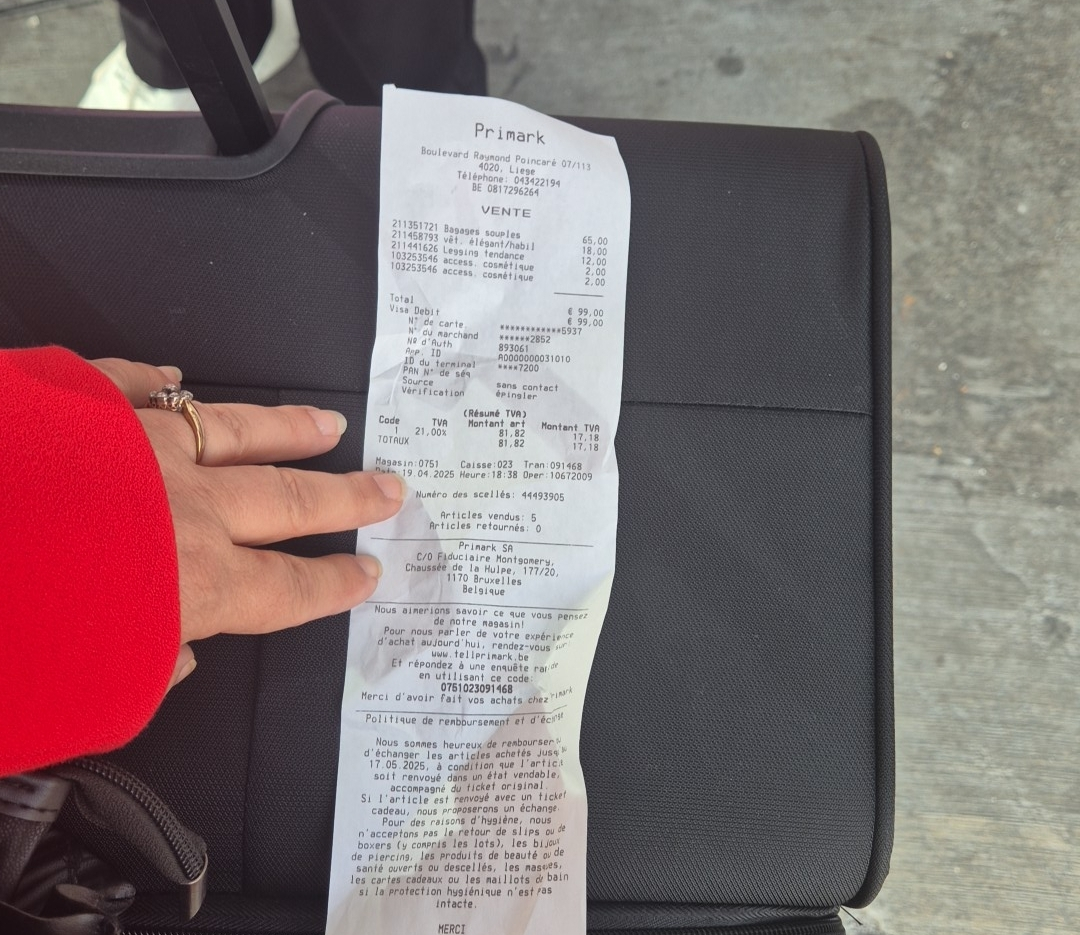 Primark
Boulevard Raymond Poincaré 07/113
4020, Liege
Téléphone: 043422194
BE 0817296264
VENTE
211351721 Bagages souples 65,00
211458793 vêt. élégant/habil 18,00
211441626 Legging tendance 12,00
103253546 access. cosmétique 2,00
103253546 access. cosmétique 2,00
Total € 99,00
Visa Debit € 99,00
N° de carte ************5937
N° du marchand ******2852
Nº d'Auth 893061
App. ID A0000000031010
ID du terminal ****7200
PAN N° de séq
Source sans contact
Vérification épingler
(Résumé TVA)
Code TVA Montant art Montant TVA
1 21,00% 81,82 17,18
TOTAUX 81,82 17,18
Magasin:0751 Caisse:023 Tran:091468
Date:19.04.2025 Heure:18:38 Oper:10672009
Numéro des scellés: 44493905
Articles vendus: 5
Articles retournés: 0
Primark SA
C/O Fiduciaire Montgomery,
Chaussée de la Hulpe, 177/20,
1170 Bruxelles
Belgique
Nous aimerions savoir ce que vous pensez
de notre magasin!
Pour nous parler de votre expérience
d'achat aujourd'hui, rendez-vous sur
www.tellprimark.be
Et répondez à une enquête rapide
en utilisant ce code:
0751023091468
Merci d'avoir fait vos achats chez Primark
Politique de remboursement et d'échange
Nous sommes heureux de rembourser ou
d'échanger les articles achetés jusqu'au
17.05.2025, à condition que l'article
soit renvoyé dans un état vendable,
accompagné du ticket original.
Si l'article est renvoyé avec un ticket
cadeau, nous proposerons un échange.
Pour des raisons d'hygiène, nous
n'acceptons pas le retour de slips ou de
boxers (y compris les lots), les bijoux
de piercing, les produits de beauté ou de
santé ouverts ou descellés, les masques,
les cartes cadeaux ou les maillots de bain
si la protection hygiénique n'est pas
intacte.
MERCI